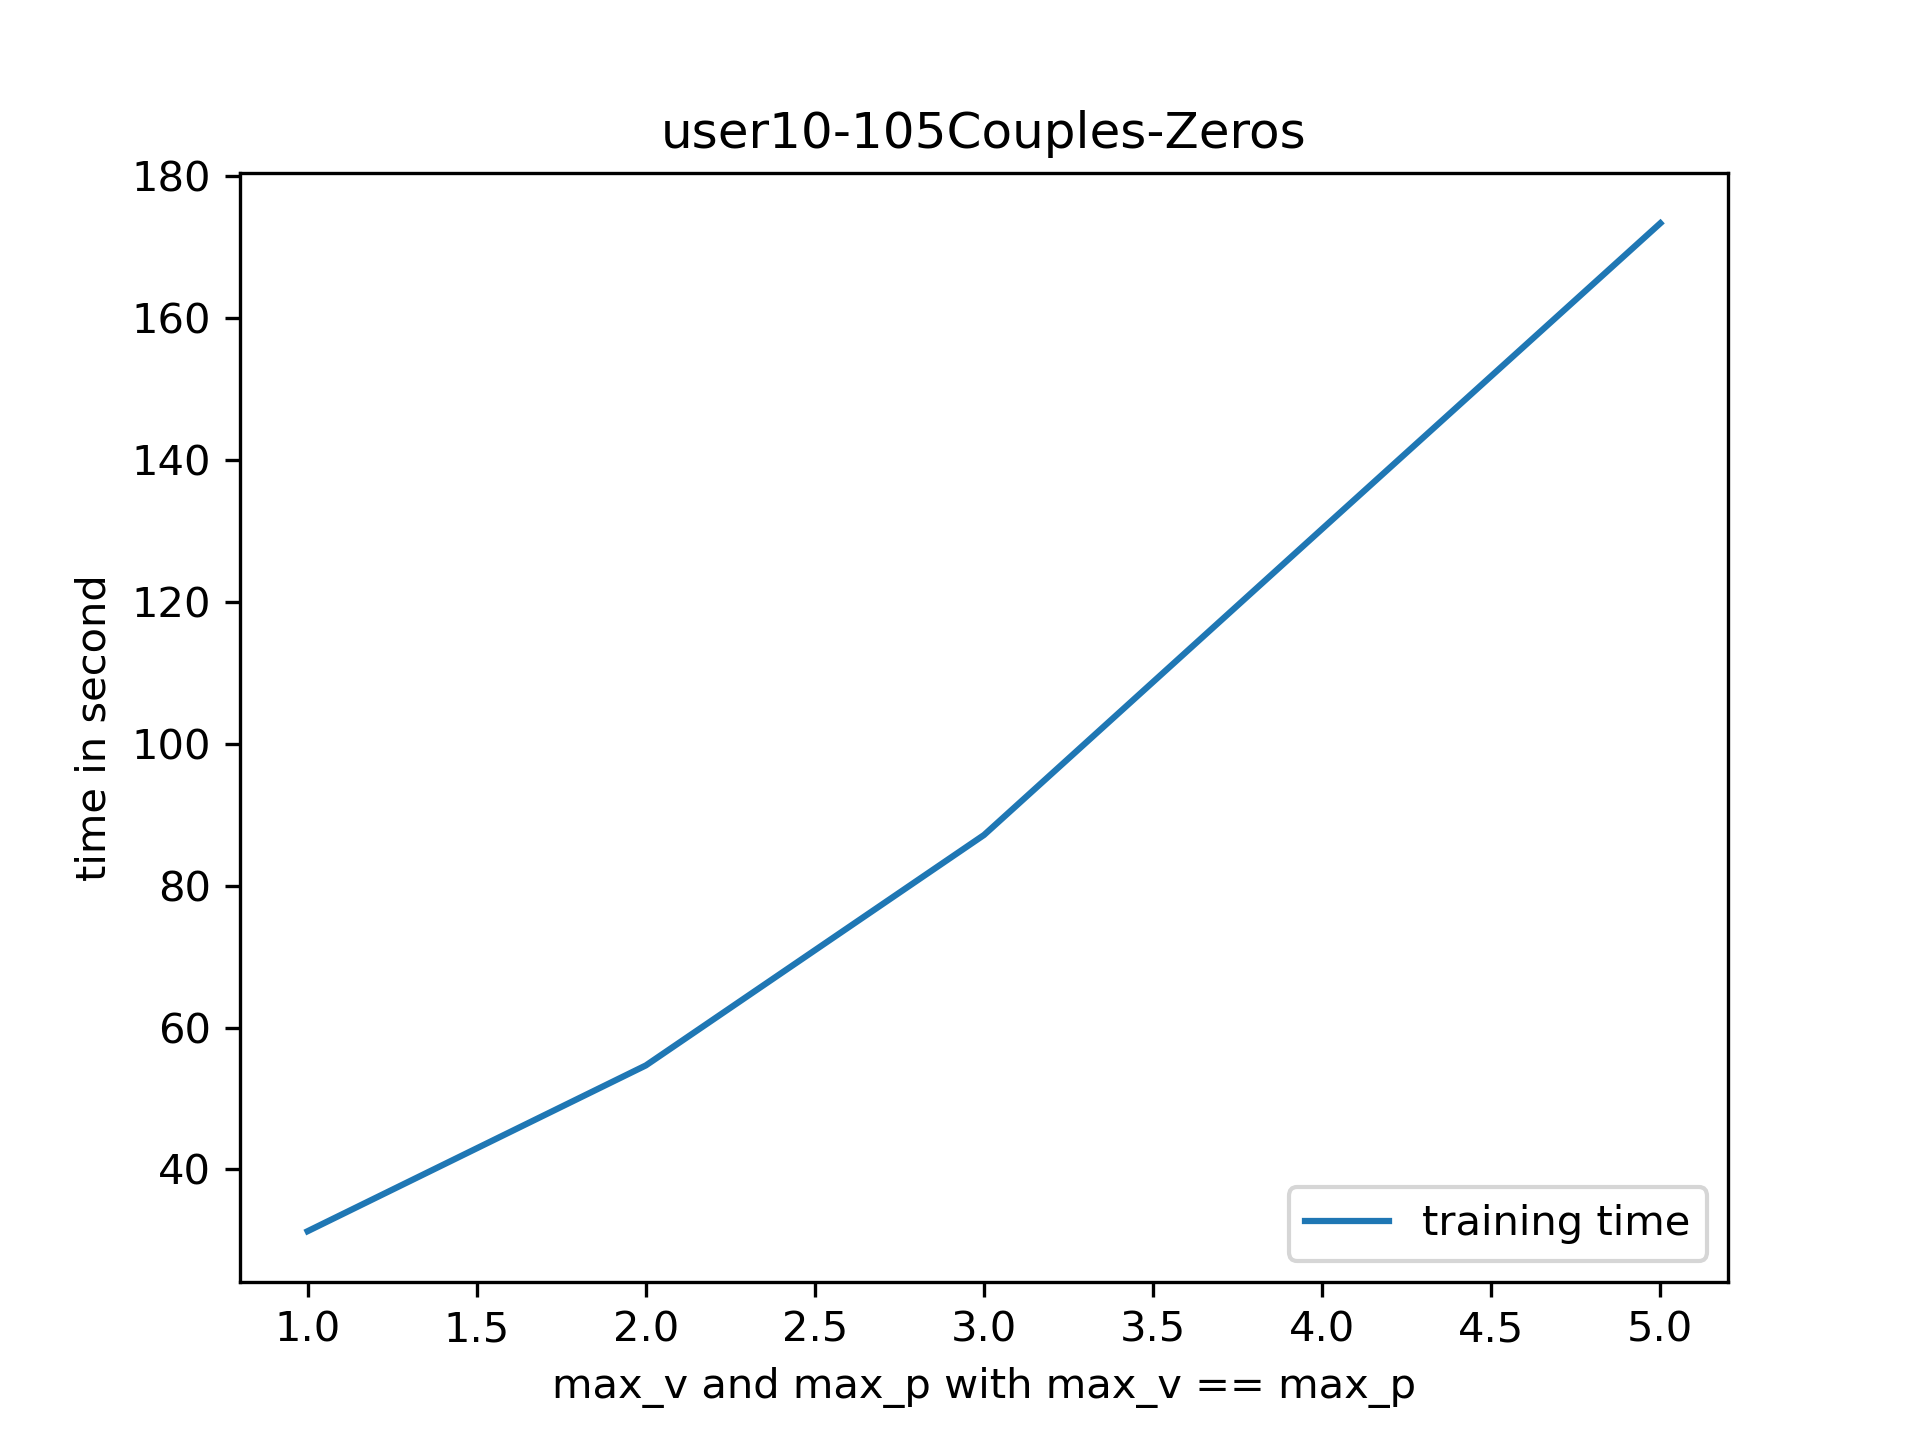 user10-105Couples-Zeros
180
160
140
120
100
80
60
40
time in second
training time
1.0 1.5 2.0 2.5 3.0 3.5 4.0 4.5 5.0
max_v and max_p with max_v == max_p